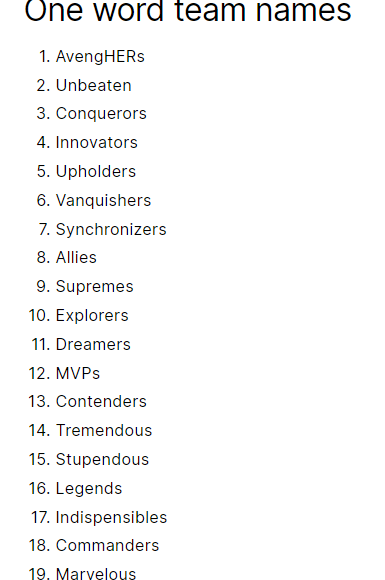 One word team names
1. AvengHERs
2. Unbeaten
3. Conquerors
4. Innovators
5. Upholders
6. Vanquishers
7. Synchronizers
8. Allies
9. Supremes
10. Explorers
11. Dreamers
12. MVPs
13. Contenders
14. Tremendous
15. Stupendous
16. Legends
17. Indispensibles
18. Commanders
19. Marvelous